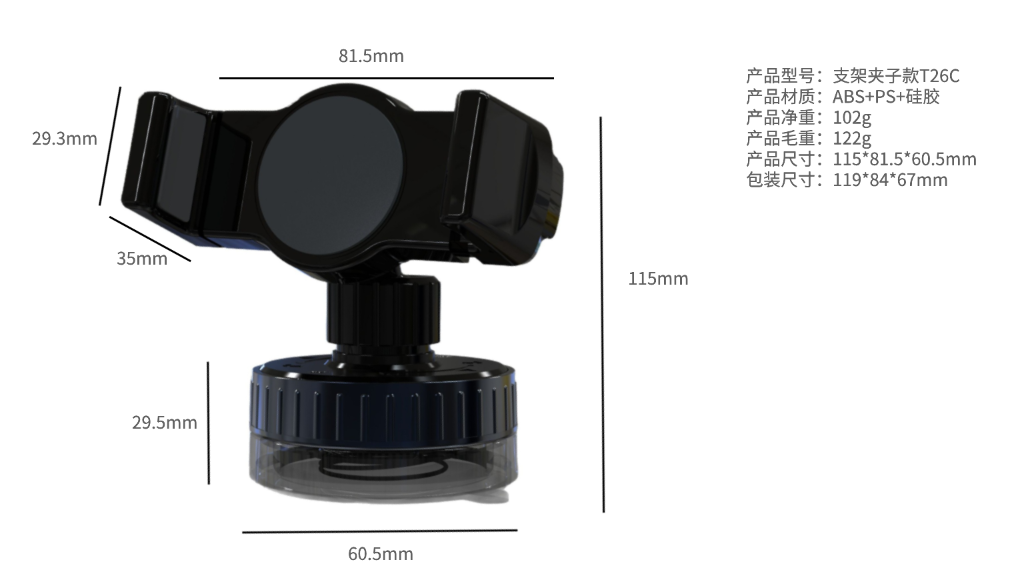 81.5mm
29.3mm
35mm
115mm
29.5mm
60.5mm
产品型号：支架夹子款T26C
产品材质：ABS+PS+硅胶
产品净重：102g
产品毛重：122g
产品尺寸：115*81.5*60.5mm
包装尺寸：119*84*67mm